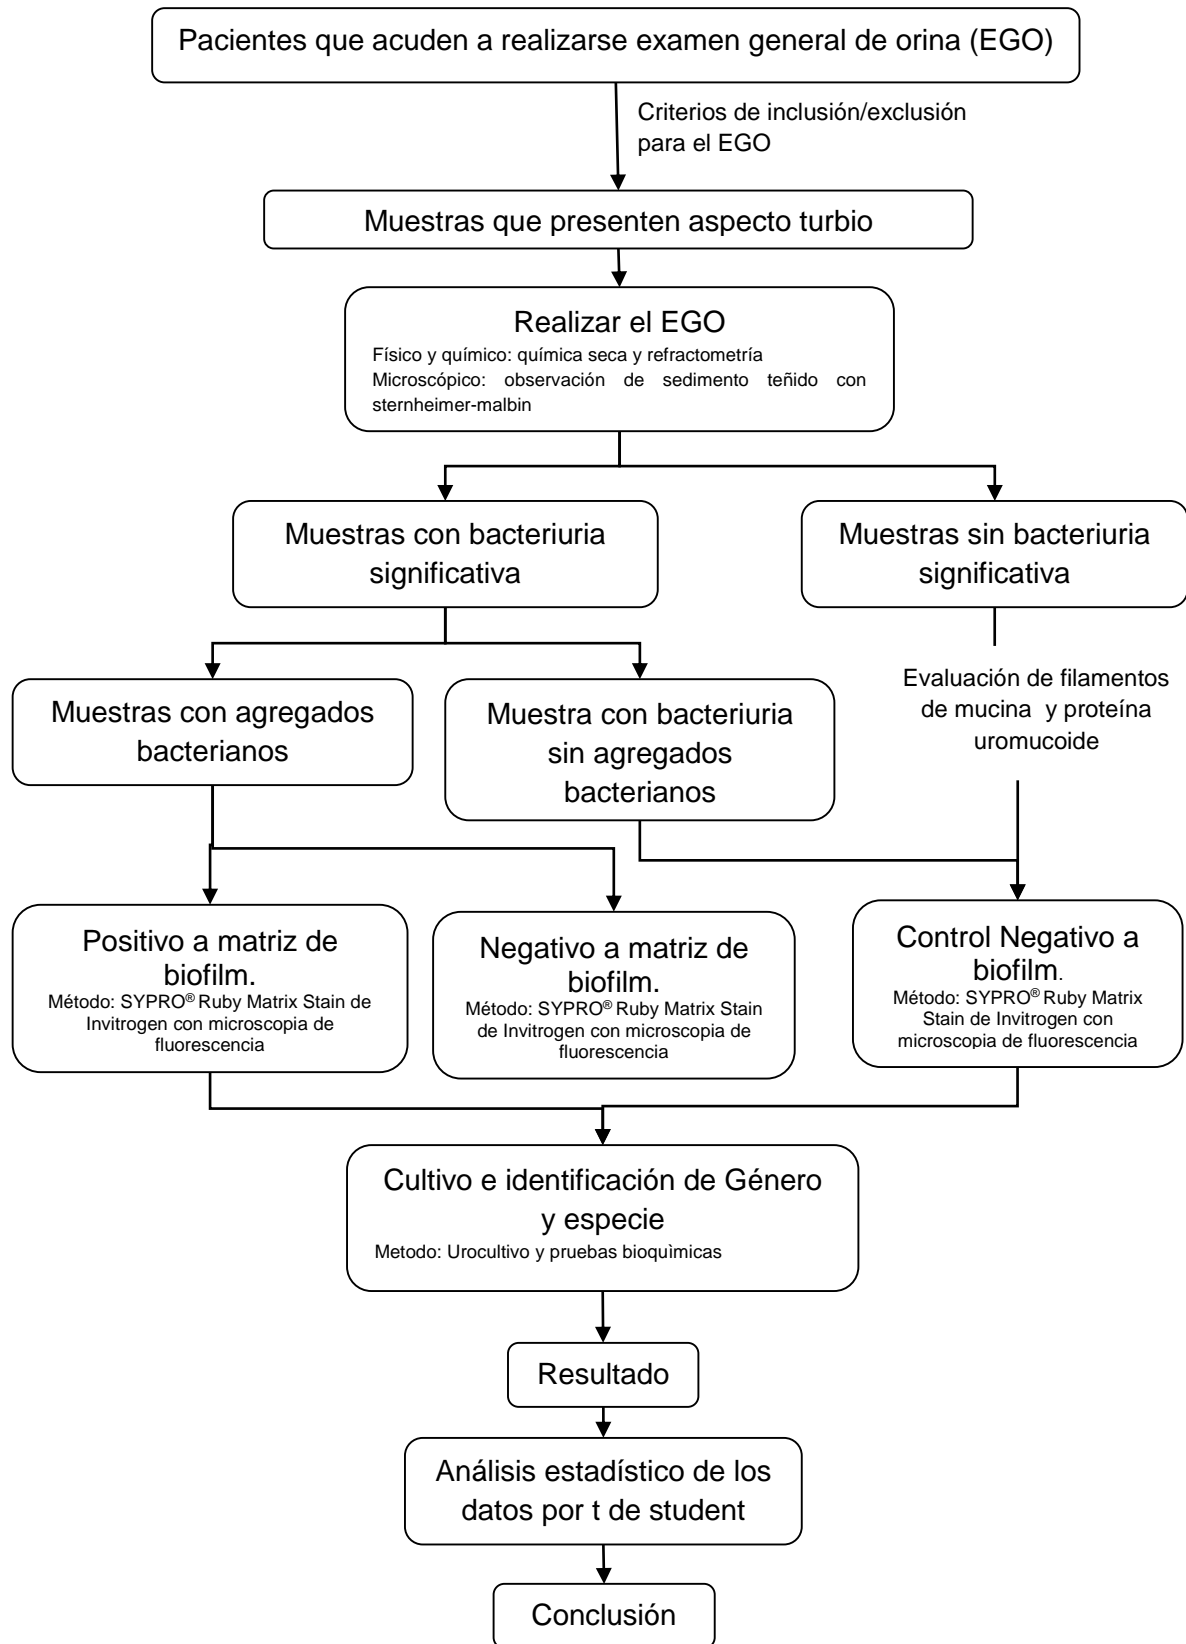 Pacientes que acuden a realizarse examen general de orina (EGO)
Criterios de inclusión/exclusión
para el EGO
Muestras que presenten aspecto turbio
Realizar el EGO
Físico y químico: química seca y refractometría
Microscópico: observación de sedimento teñido con
sternheimer-malbin
Muestras con bacteriuria
significativa
Muestras sin bacteriuria
significativa
Muestras con agregados
bacterianos
Muestra con bacteriuria
sin agregados
bacterianos
Evaluación de filamentos
de mucina y proteína
uromucoide
Positivo a matriz de
biofilm.
Método: SYPRO® Ruby Matrix Stain de
Invitrogen con microscopia de
fluorescencia
Negativo a matriz de
biofilm.
Método: SYPRO® Ruby Matrix Stain
de Invitrogen con microscopia de
fluorescencia
Control Negativo a
biofilm.
Método: SYPRO® Ruby Matrix
Stain de Invitrogen con
microscopia de fluorescencia
Cultivo e identificación de Género
y especie
Metodo: Urocultivo y pruebas bioquìmicas
Resultado
Análisis estadístico de los
datos por t de student
Conclusión